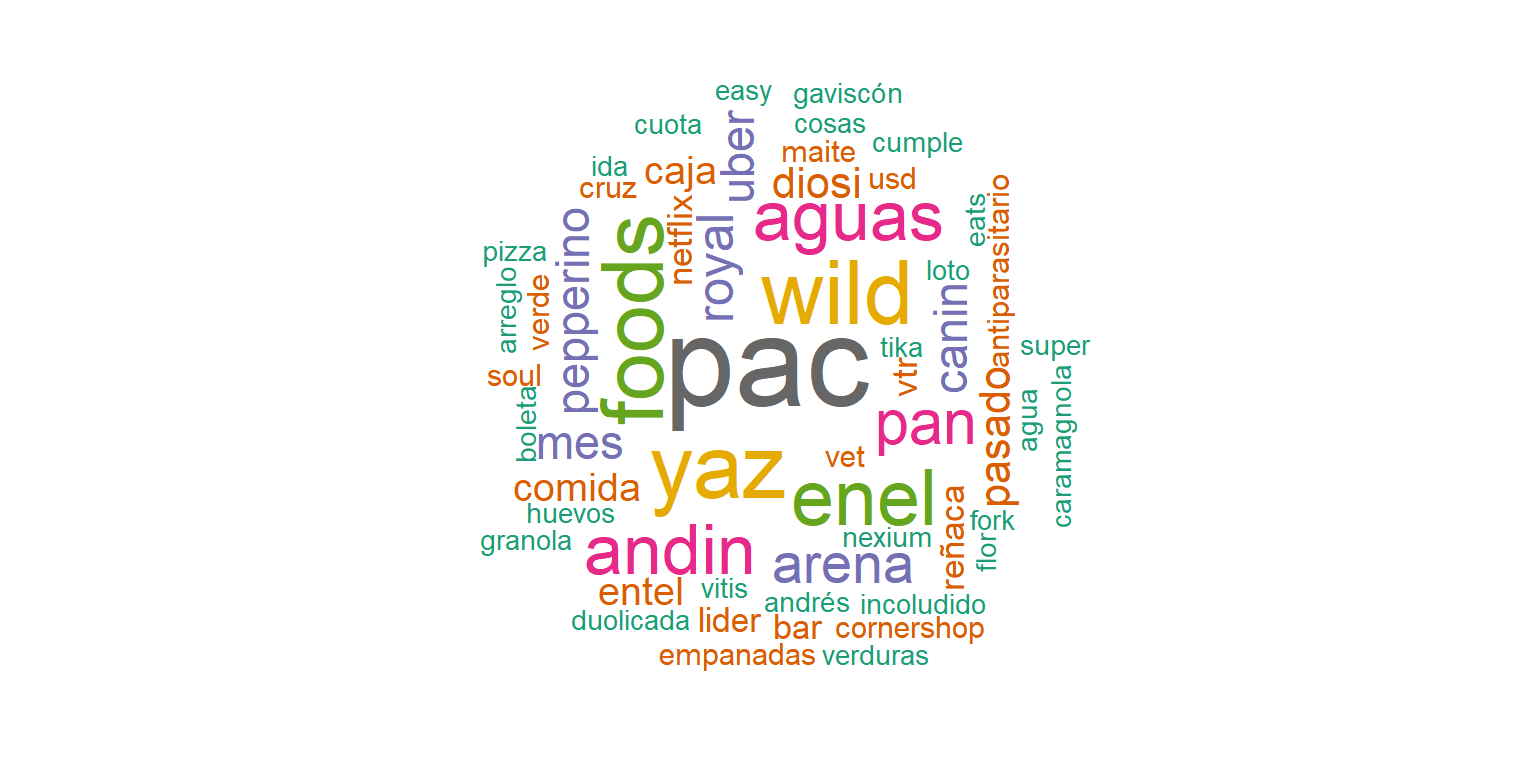 easy
gaviscón
cuota
cosas
uber
cumple
maite
ida
caja
cruz
diosi
usd
netflix
royal
aguas
eats
antiparasitario
pizza
pepperino
foods
wild
loto
arreglo
verde
canin
pac
tika
vtr
super
soul
pasado
agua
caramagnola
boleta
mes
pan
vet
yaz
comida
enel
huevos
fork
granola
andin
nexium
reñaca
flor
arena
entel
vitis
andrés
incoludido
duolicada
lider
bar
cornershop
empanadas
verduras